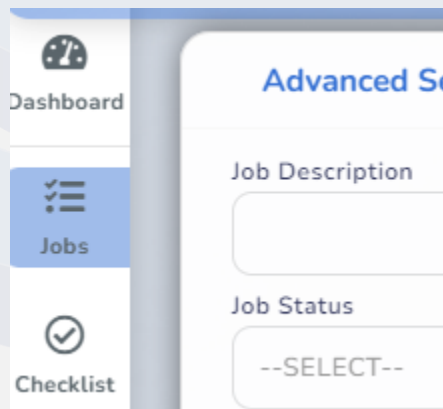 Dashboard
Jobs
Checklist
Advanced Se
Job Description
Job Status
--SELECT--